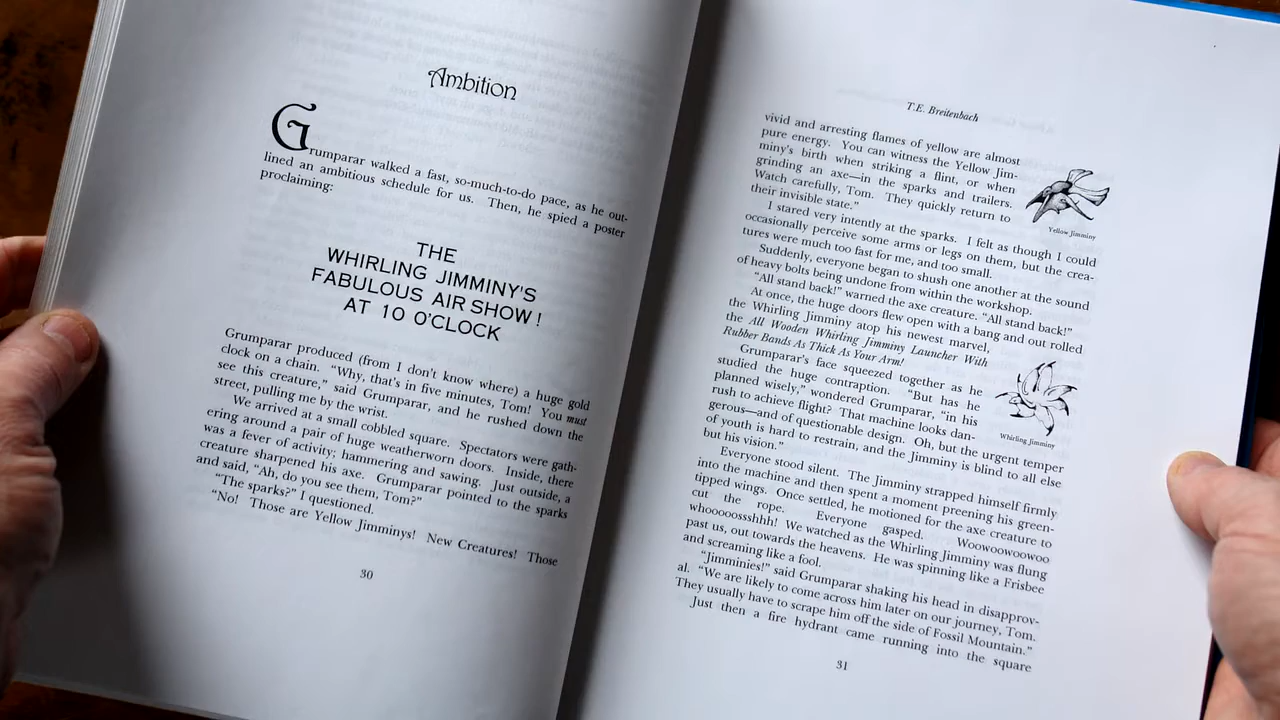 Ambition
Grumparar walked a fast, so-much-to-do pace, as he out-
lined an ambitious schedule for us. Then, he spied a poster
proclaiming:
THE
WHIRLING JIMMINY'S
FABULOUS AIR SHOW!
AT 10 O'CLOCK
Grumparar produced (from I don't know where) a huge gold
clock on a chain. "Why, that's in five minutes, Tom! You must
see this creature," said Grumparar, and he rushed down the
street, pulling me by the wrist.
We arrived at a small cobbled square. Spectators were gath-
ering around a pair of huge weatherworn doors. Inside, there
was a fever of activity; hammering and sawing. Just outside, a
creature sharpened his axe. Grumparar pointed to the sparks
and said, "Ah, do you see them, Tom?"
"The sparks?" I questioned.
"No! Those are Yellow Jimminys! New Creatures! Those
30
T.E. Breitenbach
vivid and arresting flames of yellow are almost
pure energy. You can witness the Yellow Jim-
miny's birth when striking a flint, or when
grinding an axe—in the sparks and trailers.
Watch carefully, Tom. They quickly return to
their invisible state."
Yellow Jimminy
I stared very intently at the sparks. I felt as though I could
occasionally perceive some arms or legs on them, but the crea-
tures were much too fast for me, and too small.
Suddenly, everyone began to shush one another at the sound
of heavy bolts being undone from within the workshop.
"All stand back!" warned the axe creature. "All stand back!"
At once, the huge doors flew open with a bang and out rolled
the Whirling Jimminy atop his newest marvel,
the All Wooden Whirling Jimminy Launcher With
Rubber Bands As Thick As Your Arm!
Grumparar's face squeezed together as he
studied the huge contraption. "But has he
planned wisely," wondered Grumparar, "in his
rush to achieve flight? That machine looks dan-
gerous—and of questionable design. Oh, but the urgent temper
of youth is hard to restrain, and the Jimminy is blind to all else
but his vision."
Whirling Jimminy
Everyone stood silent. The Jimminy strapped himself firmly
into the machine and then spent a moment preening his green-
tipped wings. Once settled, he motioned for the axe creature to
cut the rope. Everyone gasped. Woowoowoowoo
whooooossshhh! We watched as the Whirling Jimminy was flung
past us, out towards the heavens. He was spinning like a Frisbee
and screaming like a fool.
"Jimminies!" said Grumparar shaking his head in disapprov-
al. "We are likely to come across him later on our journey, Tom.
They usually have to scrape him off the side of Fossil Mountain."
Just then a fire hydrant came running into the square
31